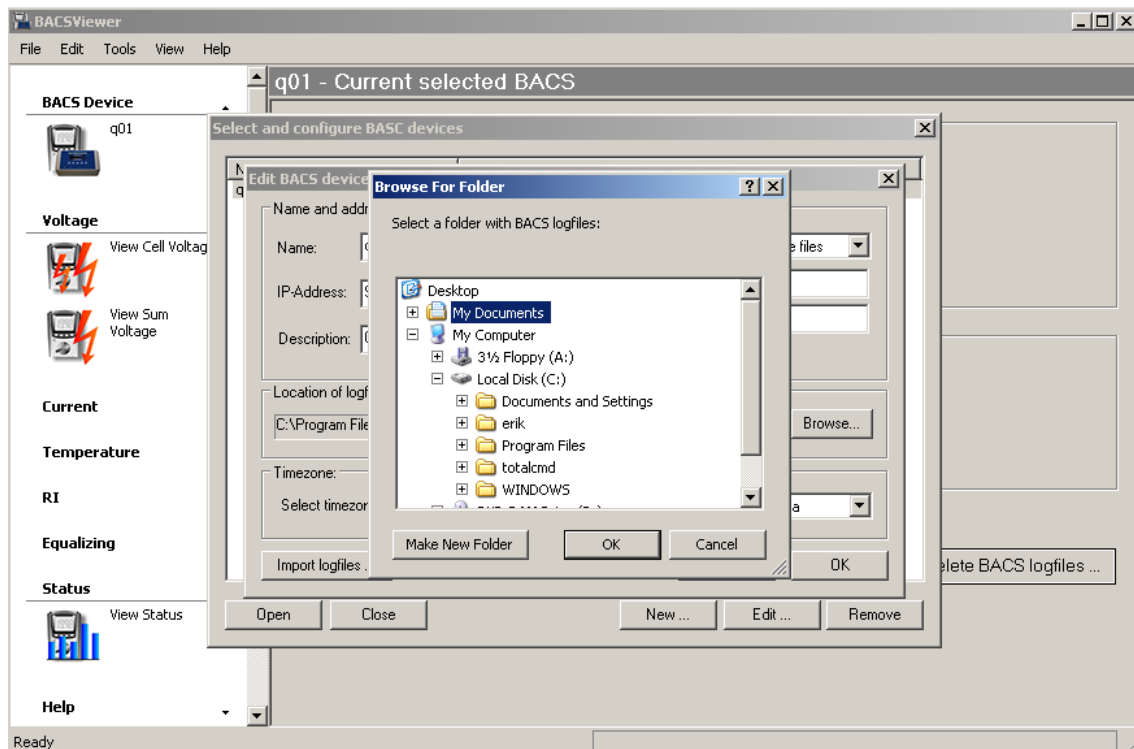 BACSViewer
File Edit Tools View Help
q01 - Current selected BACS
BACS Device
q01
Voltage
View Cell Voltag
View Sum
Voltage
Current
Temperature
RI
Equalizing
Status
View Status
Help
Select and configure BASC devices
Edit BACS device
Name and addr
Name:
e files
IP-Address:
Description:
Location of logf
C:\Program File
Browse...
Timezone:
Select timezor
a
Import logfiles .
OK
Open Close New ... Edit ... Remove
elete BACS logfiles ...
Browse For Folder
Select a folder with BACS logfiles:
Desktop
My Documents
My Computer
3½ Floppy (A:)
Local Disk (C:)
Documents and Settings
erik
Program Files
totalcmd
WINDOWS
Make New Folder OK Cancel
Ready